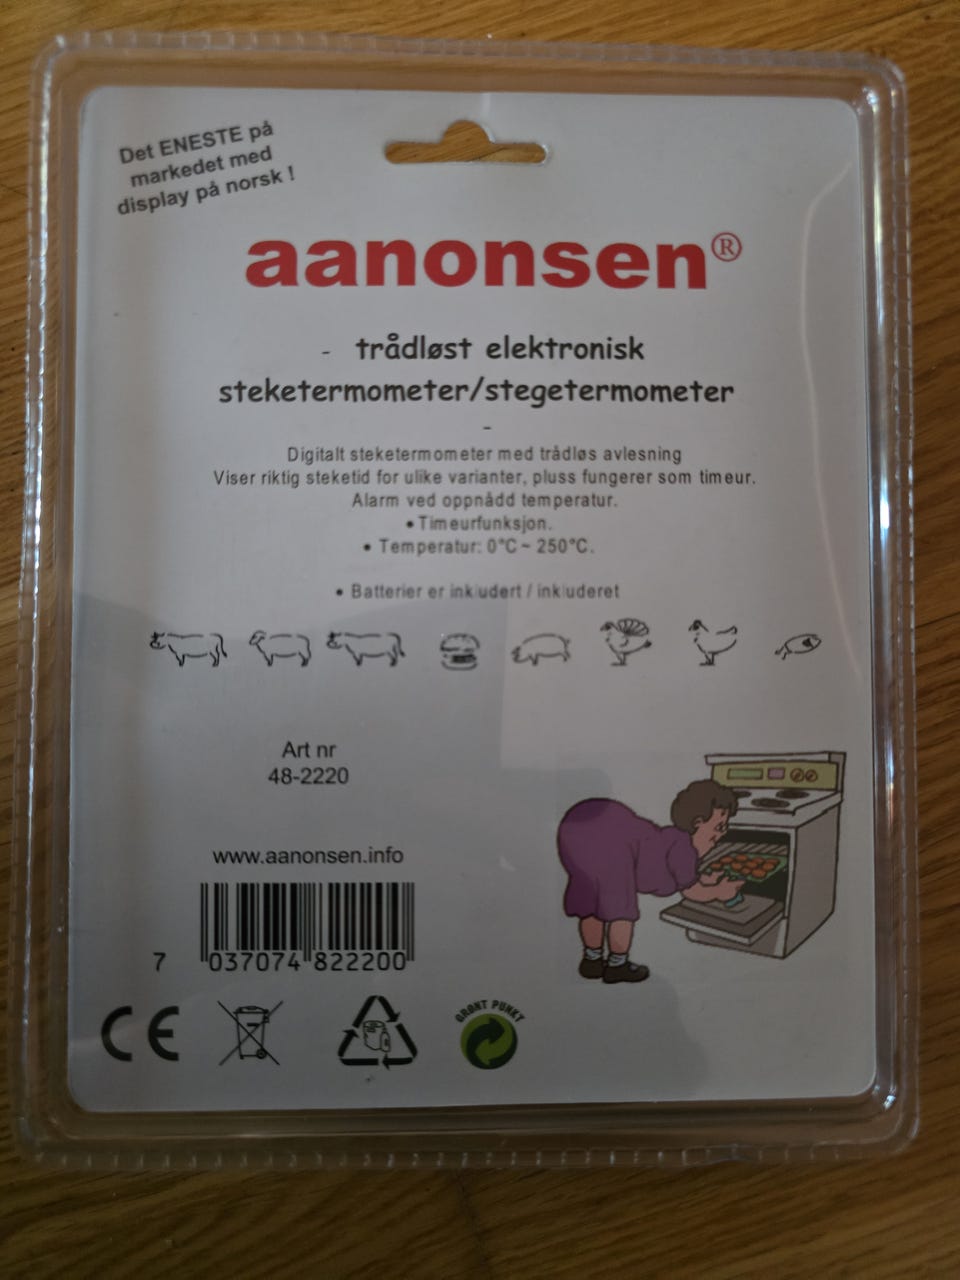 Det ENESTE på
markedet med
display på norsk !
aanonsen®
- trådløst elektronisk
steketermometer/stegetermometer
-
Digitalt steketermometer med trådløs avlesning
Viser riktig steketid for ulike varianter, pluss fungerer som timeur.
Alarm ved oppnådd temperatur.
• Timeurfunksjon.
• Temperatur: 0°C ~ 250°C.
• Batterier er inkludert / inkluderet
Art nr
48-2220
www.aanonsen.info
7 037074 822200
CE
GRØNT PUNKT